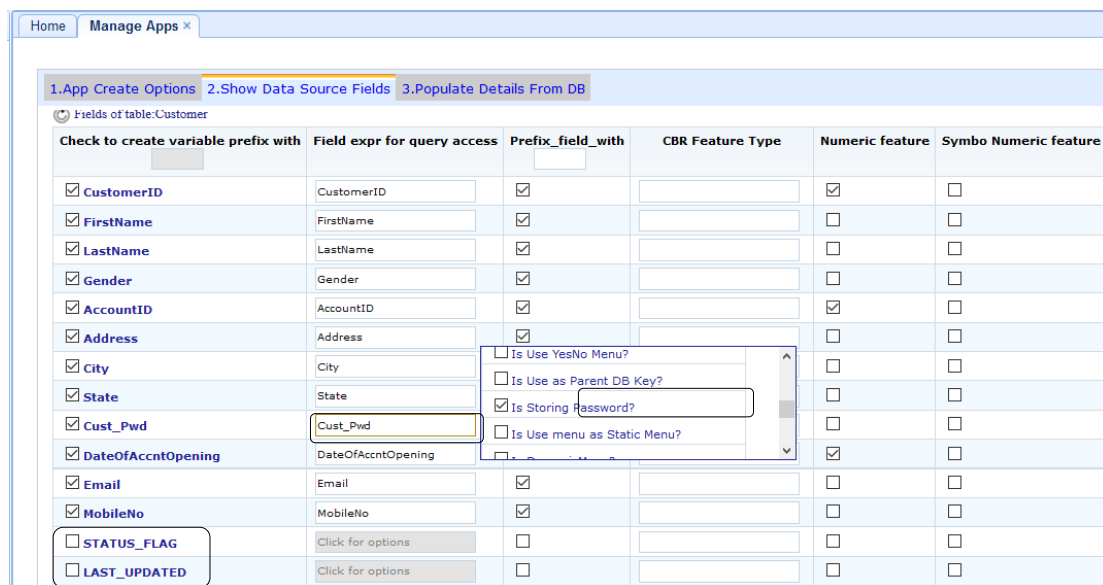 Home Manage Apps ×
1.App Create Options 2.Show Data Source Fields 3.Populate Details From DB
Fields of table:Customer
Check to create variable prefix with Field expr for query access Prefix_field_with CBR Feature Type Numeric feature Symbo Numeric feature
CustomerID CustomerID
FirstName FirstName
LastName LastName
Gender Gender
AccountID AccountID
Address Address
Is Use YesNo Menu?
City City
Is Use as Parent DB Key?
State State
Is Storing Password?
Cust_Pwd Cust_Pwd
Is Use menu as Static Menu?
DateOfAccntOpening DateOfAccntOpening
Email Email
MobileNo MobileNo
STATUS_FLAG Click for options
LAST_UPDATED Click for options